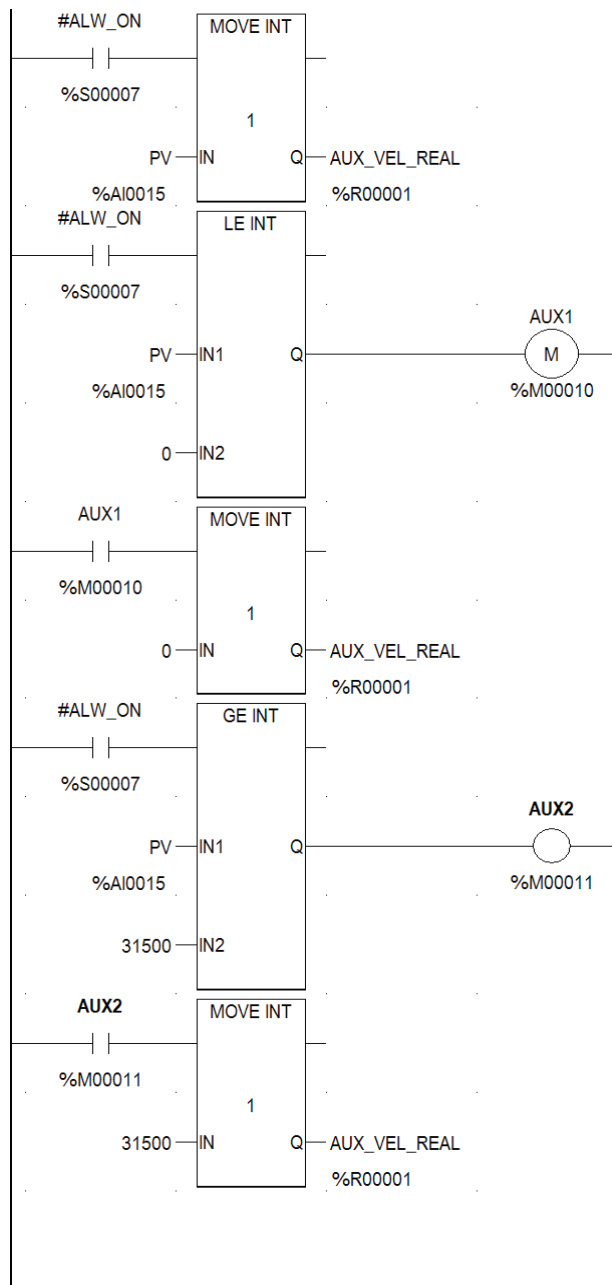 #ALW_ON MOVE INT
%S00007
1
PV IN Q AUX_VEL_REAL
%AI0015 %R00001
#ALW_ON LE INT
%S00007
AUX1
PV IN1 Q M
%AI0015 %M00010
0 IN2
AUX1 MOVE INT
%M00010
1
0 IN Q AUX_VEL_REAL
%R00001
#ALW_ON GE INT
%S00007
AUX2
PV IN1 Q
%AI0015 %M00011
31500 IN2
AUX2 MOVE INT
%M00011
1
31500 IN Q AUX_VEL_REAL
%R00001